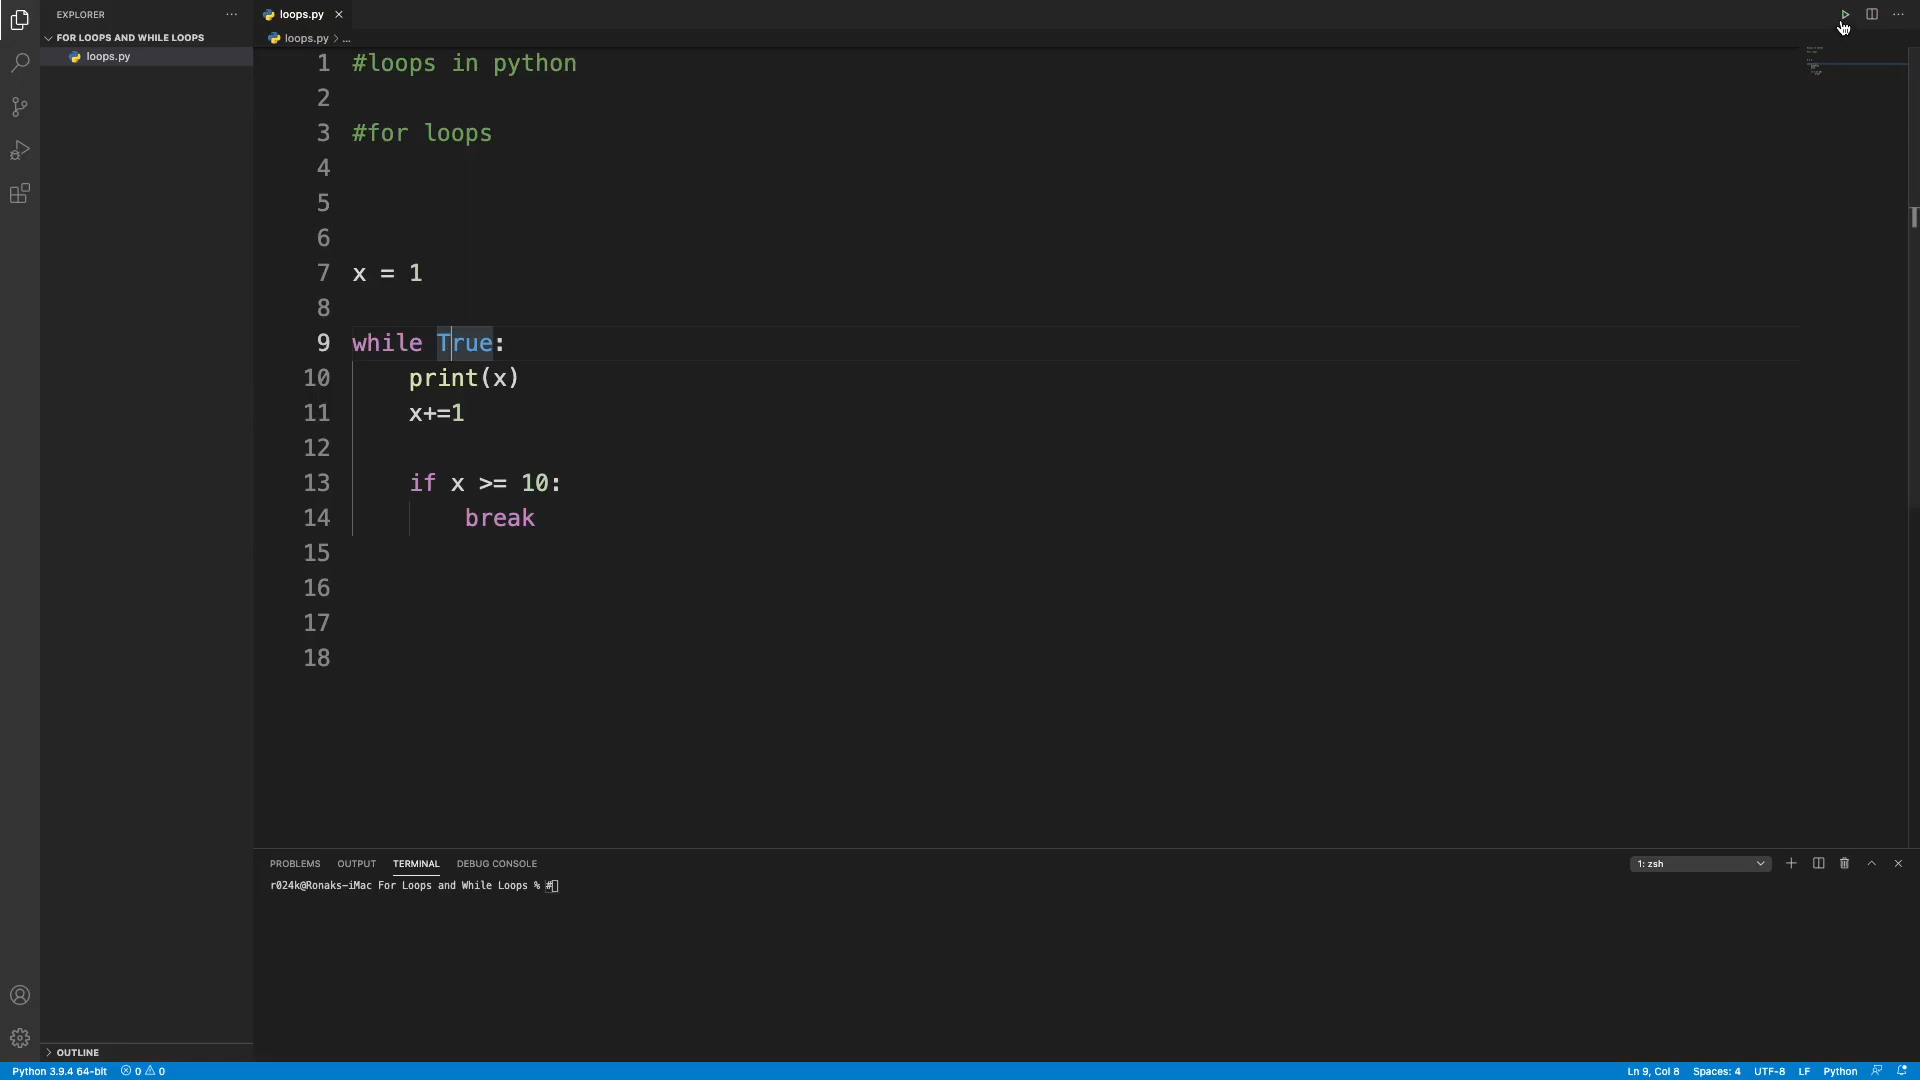 EXPLORER
FOR LOOPS AND WHILE LOOPS
loops.py
OUTLINE
loops.py
loops.py > ...
1 #loops in python
2
3 #for loops
4
5
6
7 x = 1
8
9 while True:
10 print(x)
11 x+=1
12
13 if x >= 10:
14 break
15
16
17
18
PROBLEMS OUTPUT TERMINAL DEBUG CONSOLE 1: zsh
r024k@Ronaks-iMac For Loops and While Loops % #
Python 3.9.4 64-bit 0 0 Ln 9, Col 8 Spaces: 4 UTF-8 LF Python